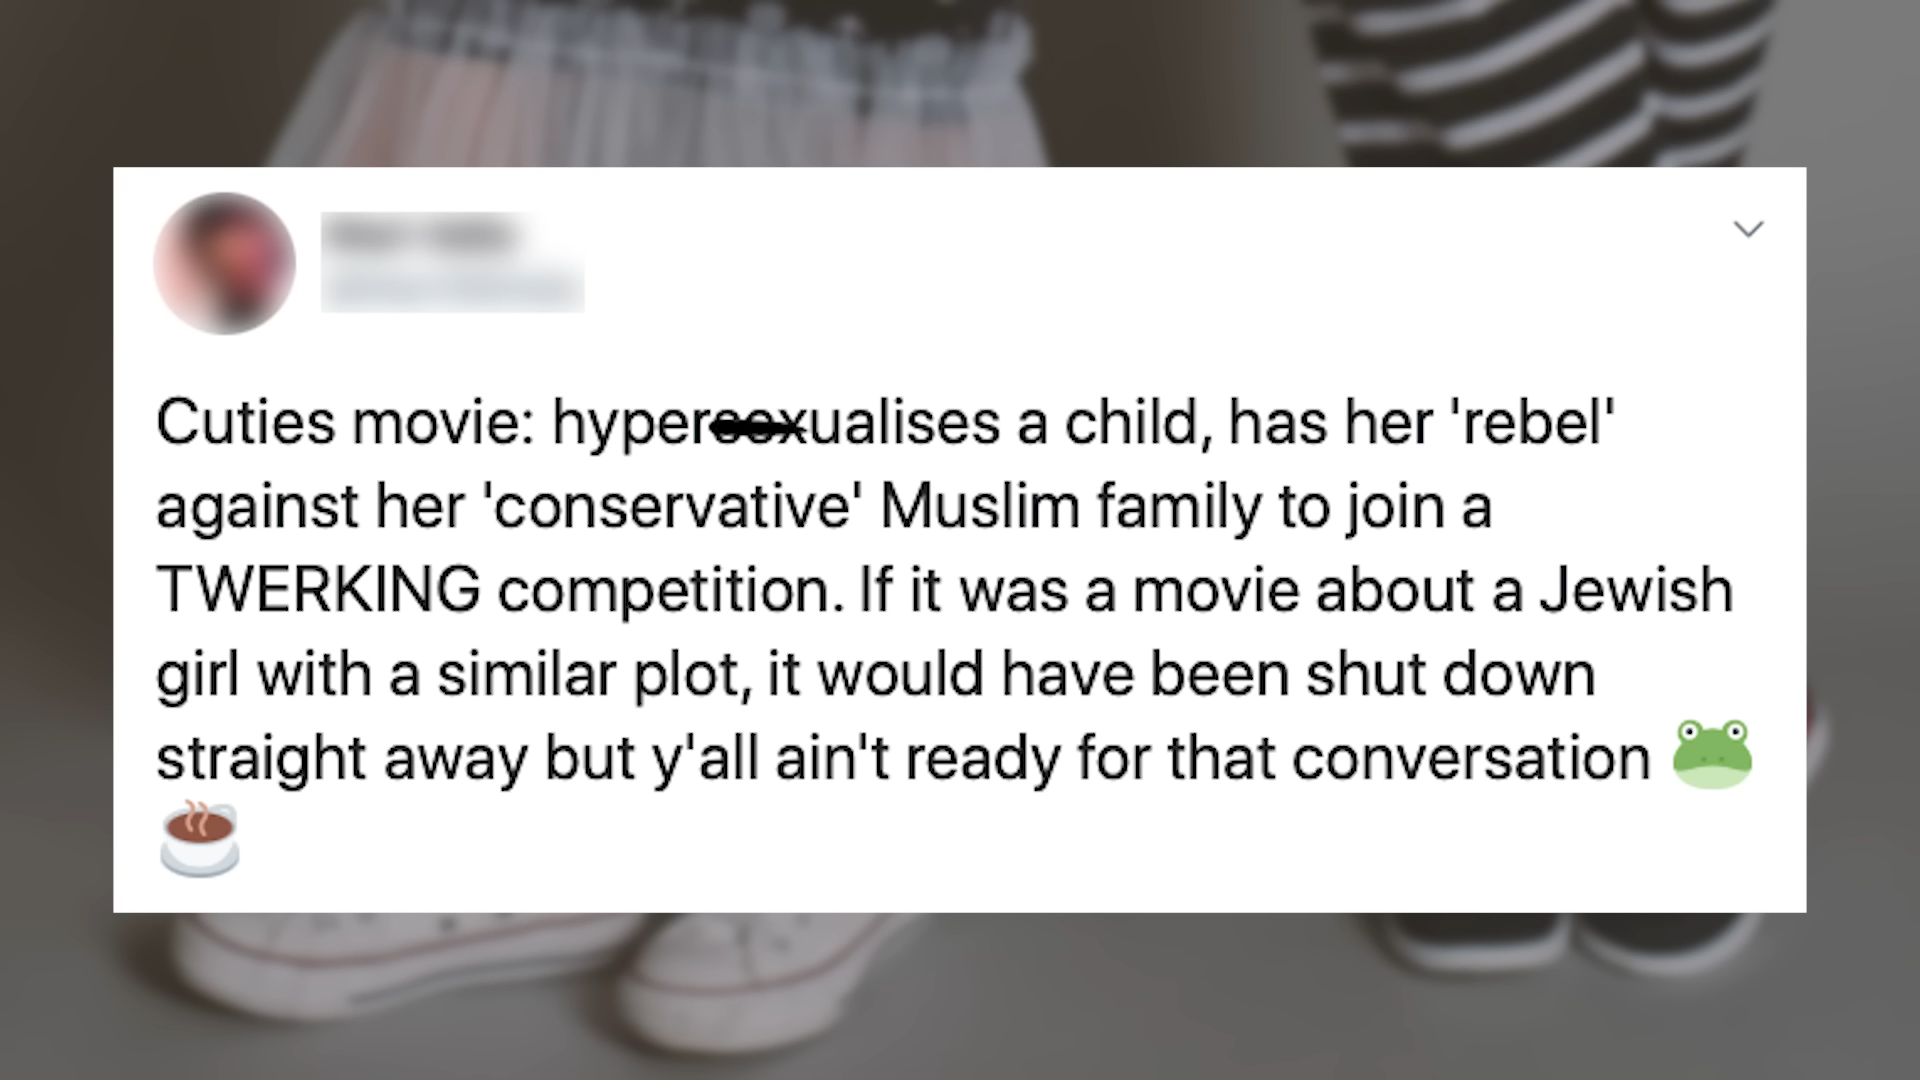 Cuties movie: hypersexualises a child, has her 'rebel'
against her 'conservative' Muslim family to join a
TWERKING competition. If it was a movie about a Jewish
girl with a similar plot, it would have been shut down
straight away but y'all ain't ready for that conversation 🐸
☕